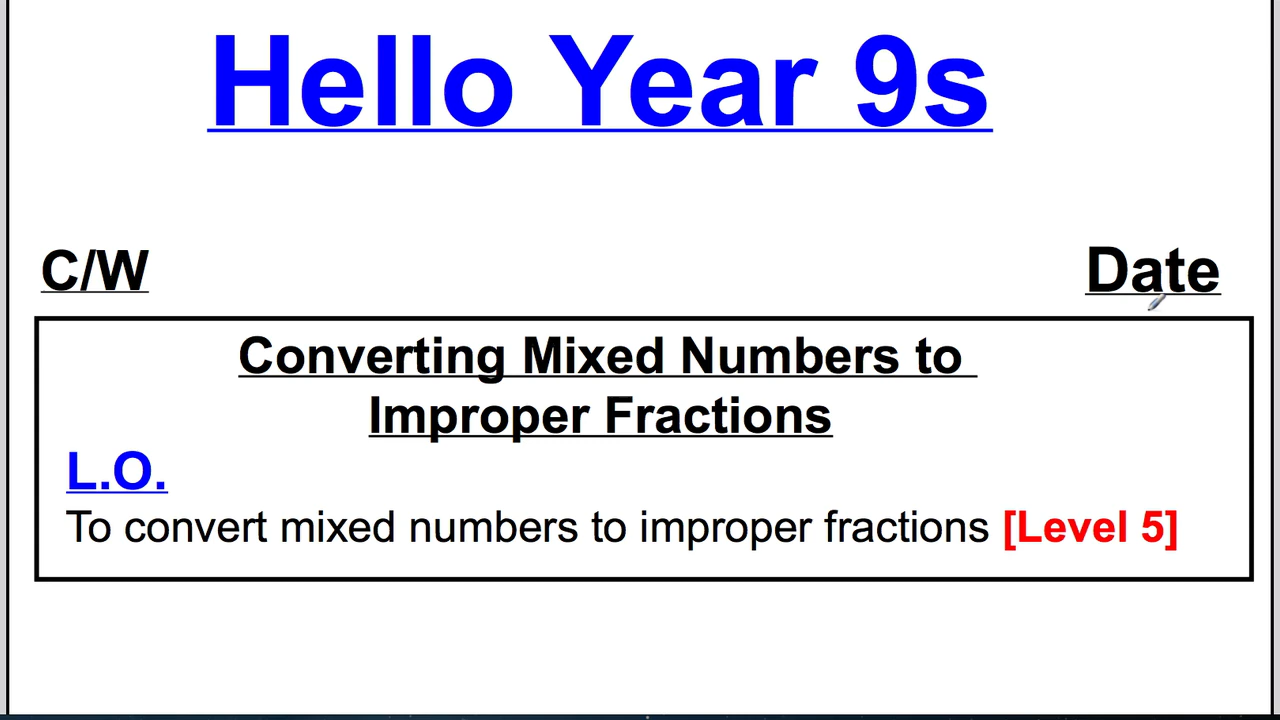 Hello Year 9s
C/W Date
Converting Mixed Numbers to
Improper Fractions
L.O.
To convert mixed numbers to improper fractions [Level 5]